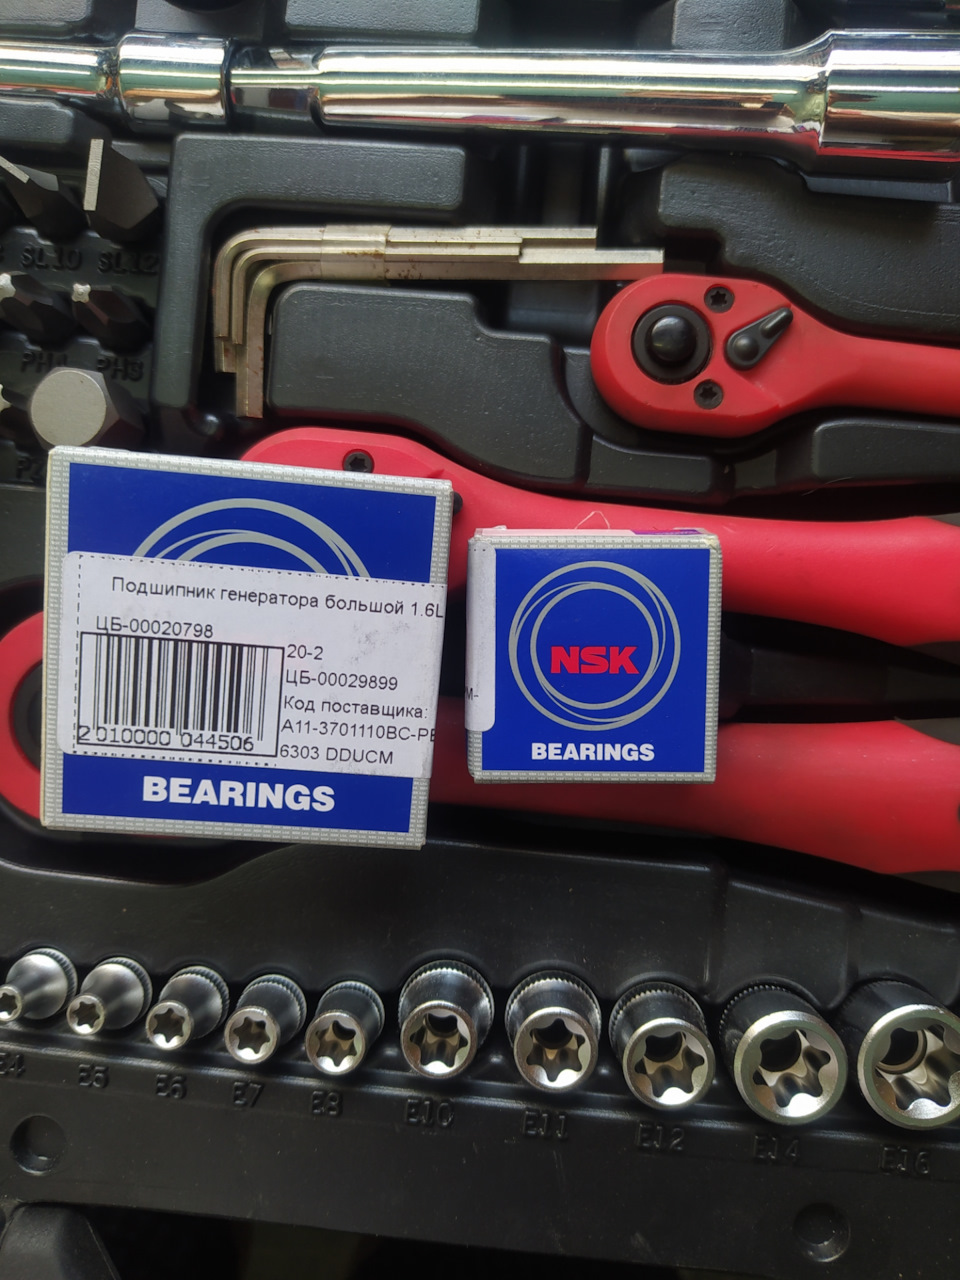 SL10 SL12
PH4 PH3
Подшипник генератора большой 1.6L
ЦБ-00020798
20-2
ЦБ-00029899
Код поставщика:
A11-3701110BC-
6303 DDUCM
2 010000 044506
BEARINGS
NSK
BEARINGS
E4 E5 E6 E7 E8 E10 E11 E12 E14 E16